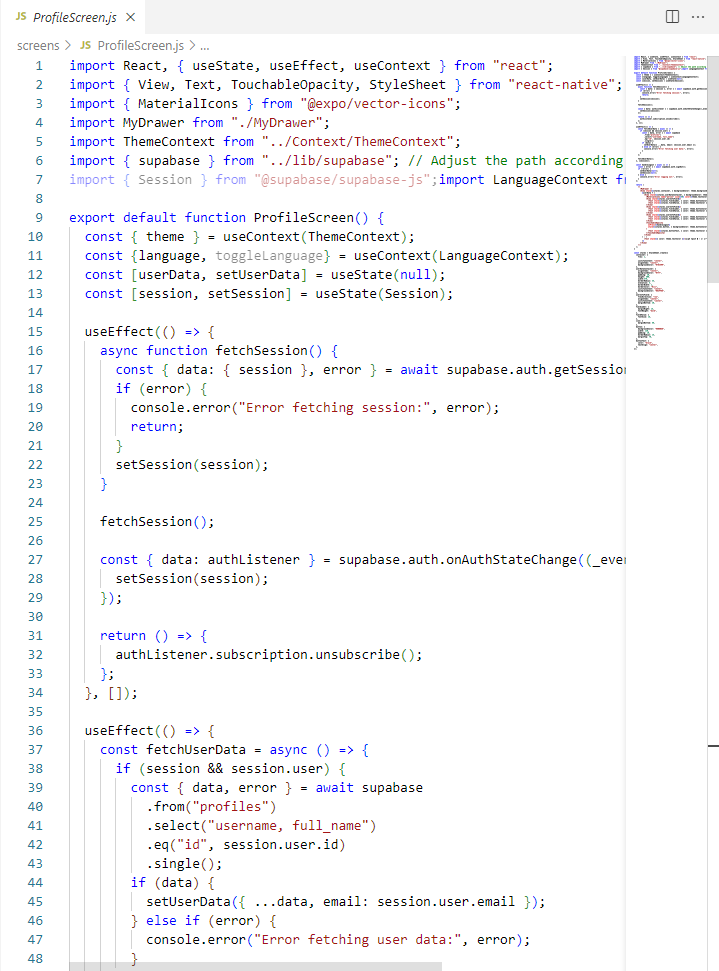 JS ProfileScreen.js ×
screens > JS ProfileScreen.js > ...
1 import React, { useState, useEffect, useContext } from "react";
2 import { View, Text, TouchableOpacity, StyleSheet } from "react-native";
3 import { MaterialIcons } from "@expo/vector-icons";
4 import MyDrawer from "./MyDrawer";
5 import ThemeContext from "../Context/ThemeContext";
6 import { supabase } from "../lib/supabase"; // Adjust the path according
7 import { Session } from "@supabase/supabase-js";import LanguageContext fr
8
9 export default function ProfileScreen() {
10 const { theme } = useContext(ThemeContext);
11 const {language, toggleLanguage} = useContext(LanguageContext);
12 const [userData, setUserData] = useState(null);
13 const [session, setSession] = useState(Session);
14
15 useEffect(() => {
16 async function fetchSession() {
17 const { data: { session }, error } = await supabase.auth.getSession
18 if (error) {
19 console.error("Error fetching session:", error);
20 return;
21 }
22 setSession(session);
23 }
24
25 fetchSession();
26
27 const { data: authListener } = supabase.auth.onAuthStateChange((_even
28 setSession(session);
29 });
30
31 return () => {
32 authListener.subscription.unsubscribe();
33 };
34 }, []);
35
36 useEffect(() => {
37 const fetchUserData = async () => {
38 if (session && session.user) {
39 const { data, error } = await supabase
40 .from("profiles")
41 .select("username, full_name")
42 .eq("id", session.user.id)
43 .single();
44 if (data) {
45 setUserData({ ...data, email: session.user.email });
46 } else if (error) {
47 console.error("Error fetching user data:", error);
48 }